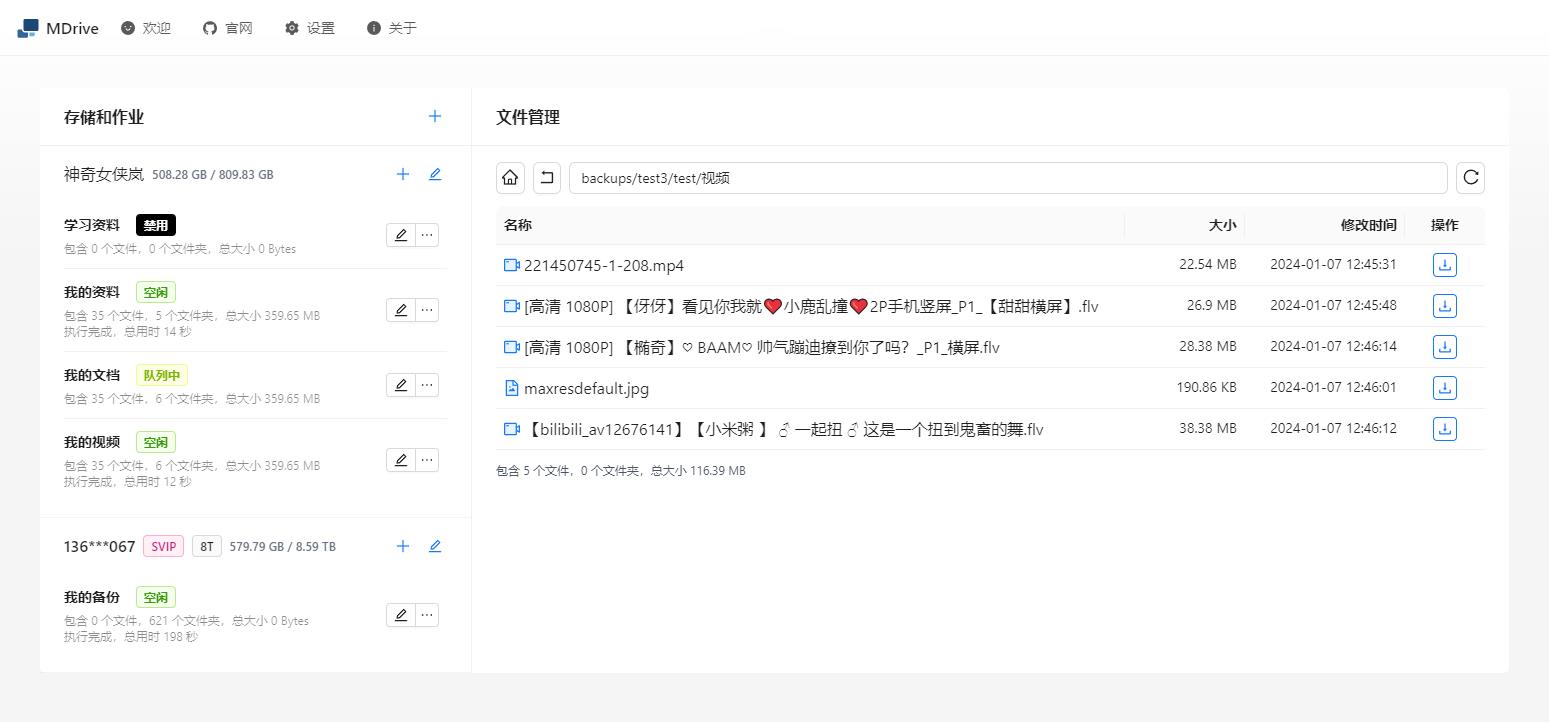 MDrive 欢迎 官网 设置 关于
存储和作业
神奇女侠岚 508.28 GB / 809.83 GB
学习资料 禁用
包含 0 个文件，0 个文件夹，总大小 0 Bytes
我的资料 空闲
包含 35 个文件，5 个文件夹，总大小 359.65 MB
执行完成，总用时 14 秒
我的文档 队列中
包含 35 个文件，6 个文件夹，总大小 359.65 MB
我的视频 空闲
包含 35 个文件，6 个文件夹，总大小 359.65 MB
执行完成，总用时 12 秒
136***067 SVIP 8T 579.79 GB / 8.59 TB
我的备份 空闲
包含 0 个文件，621 个文件夹，总大小 0 Bytes
执行完成，总用时 198 秒
文件管理
backups/test3/test/视频
名称 大小 修改时间 操作
221450745-1-208.mp4 22.54 MB 2024-01-07 12:45:31
[高清 1080P] 【伢伢】看见你我就❤️小鹿乱撞❤️2P手机竖屏_P1_【甜甜横屏】.flv 26.9 MB 2024-01-07 12:45:48
[高清 1080P] 【椭奇】♡ BAAM♡ 帅气蹦迪撩到你了吗？_P1_横屏.flv 28.38 MB 2024-01-07 12:46:14
maxresdefault.jpg 190.86 KB 2024-01-07 12:46:01
【bilibili_av12676141】【小米粥 】♂一起扭♂这是一个扭到鬼畜的舞.flv 38.38 MB 2024-01-07 12:46:12
包含 5 个文件，0 个文件夹，总大小 116.39 MB